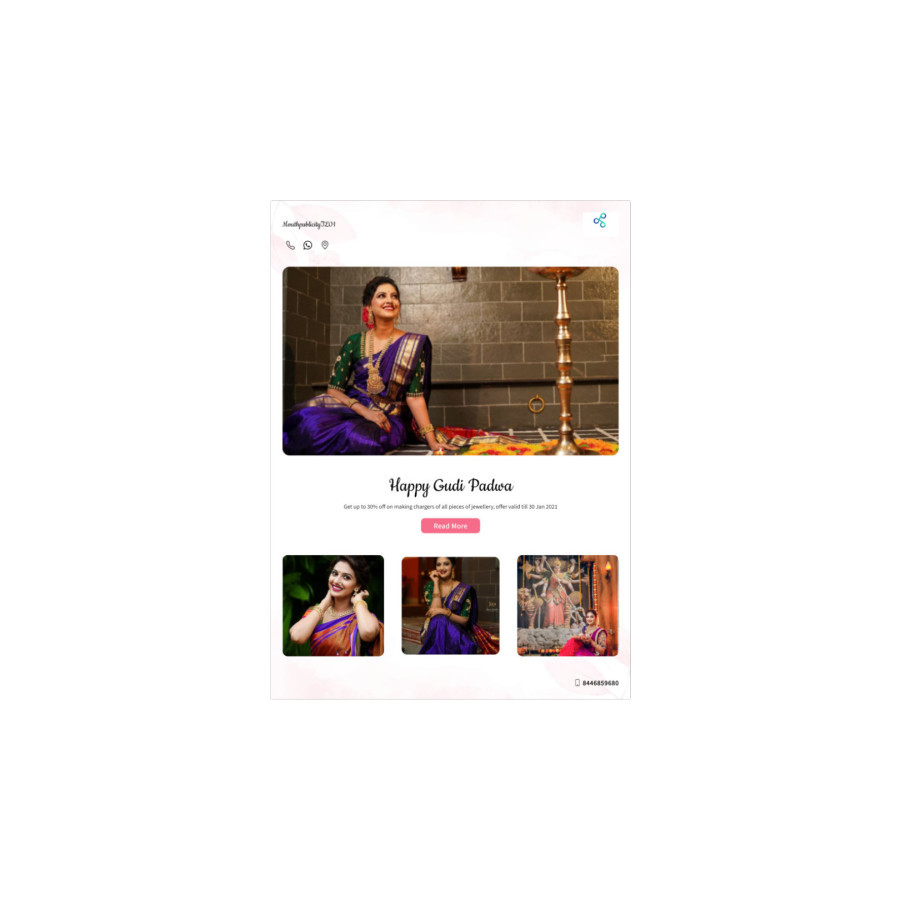 MouthpublicityTEO1
Happy Gudi Padwa
Get up to 30% off on making chargers of all pieces of jewellery, offer valid till 30 Jan 2021
Read More
8446859680